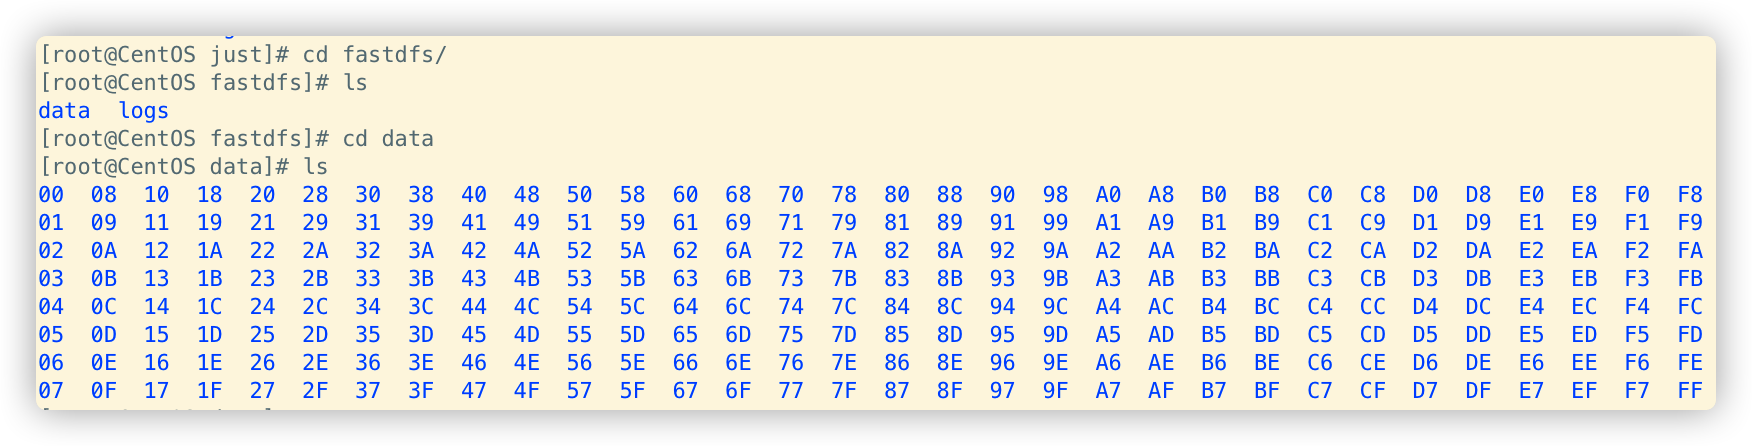 [root@CentOS just]# cd fastdfs/
[root@CentOS fastdfs]# ls
data  logs
[root@CentOS fastdfs]# cd data
[root@CentOS data]# ls
00  08  10  18  20  28  30  38  40  48  50  58  60  68  70  78  80  88  90  98  A0  A8  B0  B8  C0  C8  D0  D8  E0  E8  F0  F8
01  09  11  19  21  29  31  39  41  49  51  59  61  69  71  79  81  89  91  99  A1  A9  B1  B9  C1  C9  D1  D9  E1  E9  F1  F9
02  0A  12  1A  22  2A  32  3A  42  4A  52  5A  62  6A  72  7A  82  8A  92  9A  A2  AA  B2  BA  C2  CA  D2  DA  E2  EA  F2  FA
03  0B  13  1B  23  2B  33  3B  43  4B  53  5B  63  6B  73  7B  83  8B  93  9B  A3  AB  B3  BB  C3  CB  D3  DB  E3  EB  F3  FB
04  0C  14  1C  24  2C  34  3C  44  4C  54  5C  64  6C  74  7C  84  8C  94  9C  A4  AC  B4  BC  C4  CC  D4  DC  E4  EC  F4  FC
05  0D  15  1D  25  2D  35  3D  45  4D  55  5D  65  6D  75  7D  85  8D  95  9D  A5  AD  B5  BD  C5  CD  D5  DD  E5  ED  F5  FD
06  0E  16  1E  26  2E  36  3E  46  4E  56  5E  66  6E  76  7E  86  8E  96  9E  A6  AE  B6  BE  C6  CE  D6  DE  E6  EE  F6  FE
07  0F  17  1F  27  2F  37  3F  47  4F  57  5F  67  6F  77  7F  87  8F  97  9F  A7  AF  B7  BF  C7  CF  D7  DF  E7  EF  F7  FF